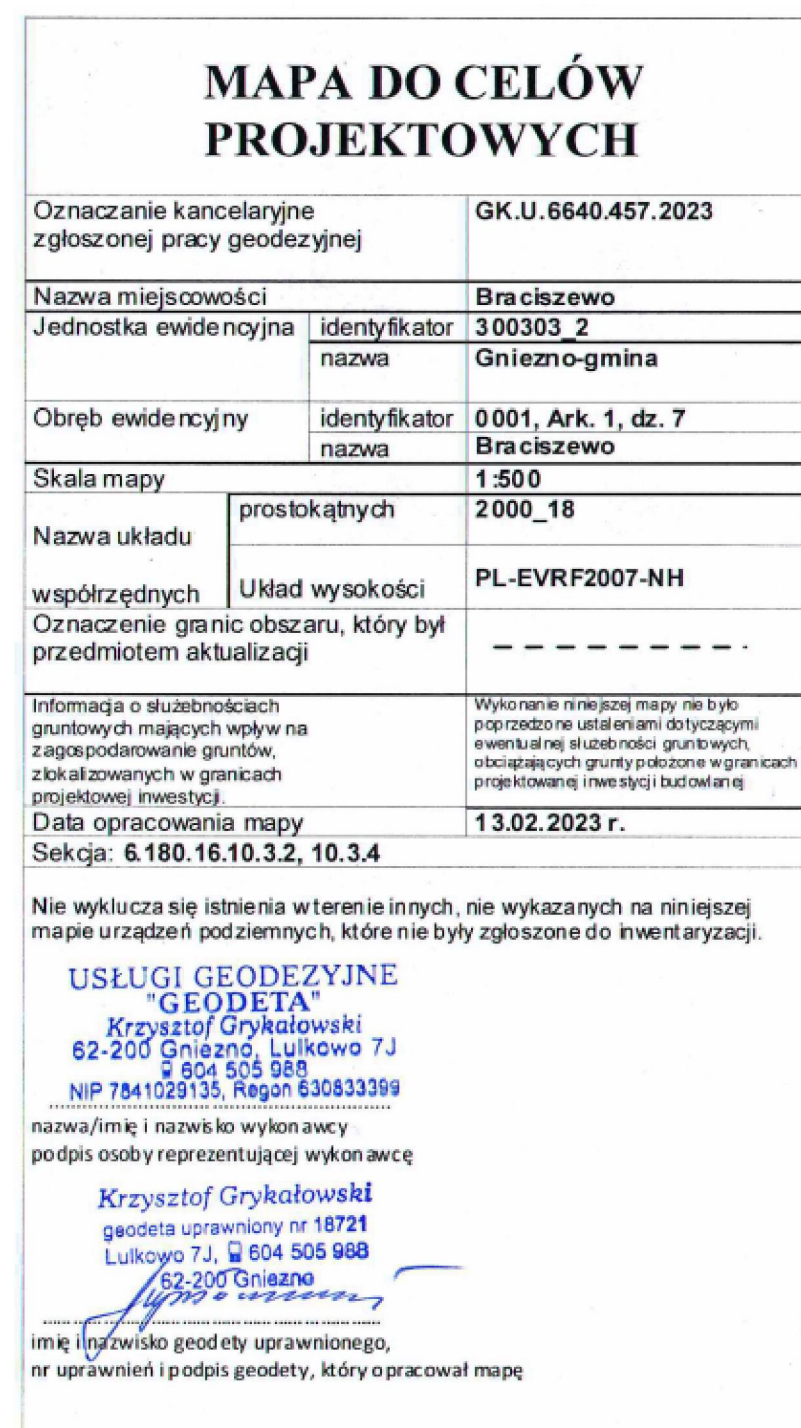 MAPA DO CELÓW
PROJEKTOWYCH
Oznaczanie kancelaryjne
zgłoszonej pracy geodezyjnej
GK.U.6640.457.2023
Nazwa miejscowości
Braciszewo
Jednostka ewidencyjna
identyfikator
300303_2
nazwa
Gniezno-gmina
Obręb ewidencyjny
identyfikator
0001, Ark. 1, dz. 7
nazwa
Braciszewo
Skala mapy
1:500
Nazwa układu
współrzędnych
prostokątnych
2000_18
Układ wysokości
PL-EVRF2007-NH
Oznaczenie granic obszaru, który był
przedmiotem aktualizacji
Informacja o służebnościach
gruntowych mających wpływ na
zagospodarowanie gruntów,
zlokalizowanych w granicach
projektowej inwestycji.
Wykonanie niniejszej mapy nie było
poprzedzone ustaleniami dotyczącymi
ewentualnej służebności gruntowych,
obciążających grunty położone w granicach
projektowanej inwestycji budowlanej
Data opracowania mapy
13.02.2023 r.
Sekcja: 6.180.16.10.3.2, 10.3.4
Nie wyklucza się istnienia w terenie innych, nie wykazanych na niniejszej
mapie urządzeń podziemnych, które nie były zgłoszone do inwentaryzacji.
USŁUGI GEODEZYJNE
"GEODETA"
Krzysztof Grykałowski
62-200 Gniezno, Lulkowo 7J
604 505 988
NIP 7841029135, Regon 630833399
nazwa/imię i nazwisko wykonawcy
podpis osoby reprezentującej wykonawcę
Krzysztof Grykałowski
geodeta uprawniony nr 18721
Lulkowo 7J, 604 505 988
62-200 Gniezno
imię i nazwisko geodety uprawnionego,
nr uprawnień i podpis geodety, który opracował mapę